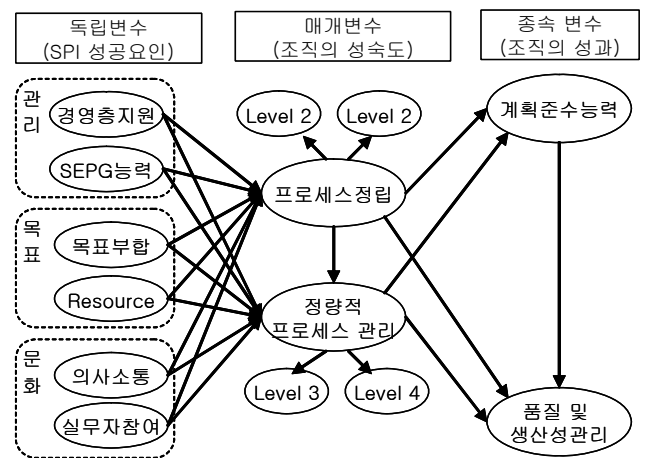 독립변수
(SPI 성공요인)
매개변수
(조직의 성숙도)
종속 변수
(조직의 성과)
관
리
경영층지원
SEPG능력
목
표
목표부합
Resource
문
화
의사소통
실무자참여
Level 2
Level 2
프로세스정립
정량적
프로세스 관리
Level 3
Level 4
계획준수능력
품질 및
생산성관리